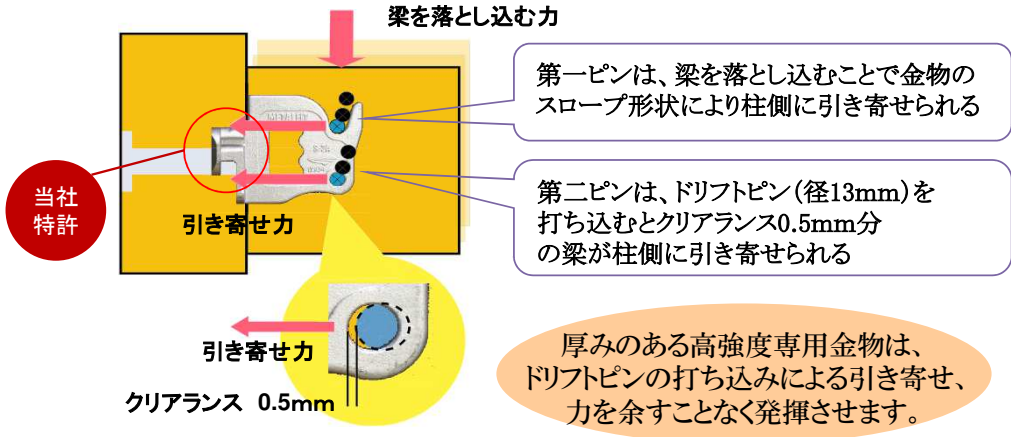 梁を落とし込む力
第一ピンは、梁を落とし込むことで金物の
スロープ形状により柱側に引き寄せられる
当社
特許
引き寄せ力
第二ピンは、ドリフトピン（径13mm）を
打ち込むとクリアランス0.5mm分
の梁が柱側に引き寄せられる
引き寄せ力
クリアランス 0.5mm
厚みのある高強度専用金物は、
ドリフトピンの打ち込みによる引き寄せ、
力を余すことなく発揮させます。